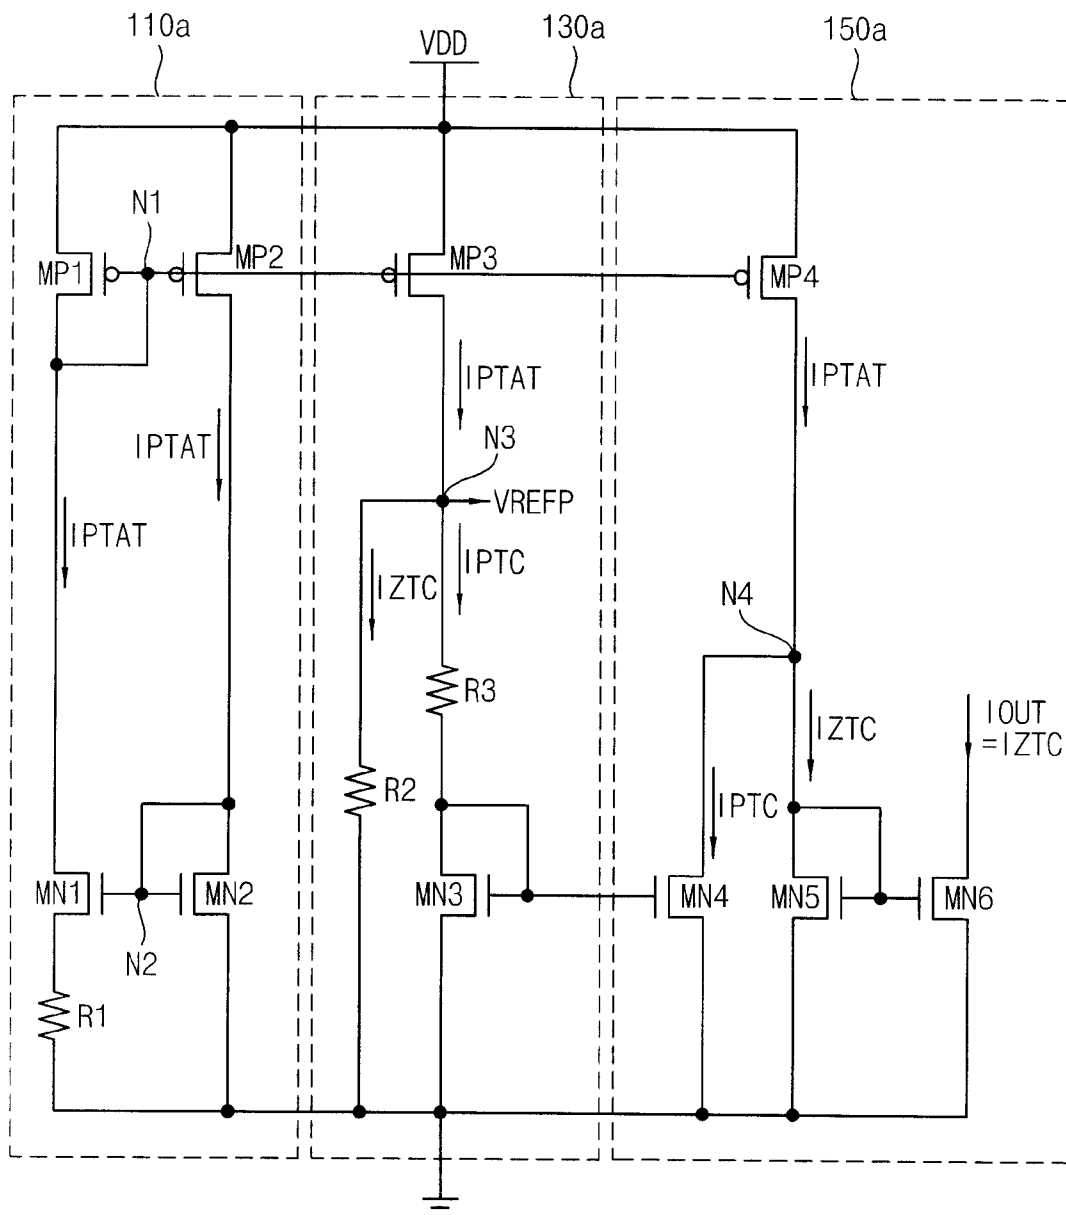 110a
130a
150a
VDD
N1
MP1
MP2
MP3
MP4
IPTAT
IPTAT
IPTAT
IPTAT
N3
VREFP
IZTC
IPTC
N4
R3
IZTC
IOUT
=IZTC
R2
IPTC
MN1
MN2
MN3
MN4
MN5
MN6
N2
R1